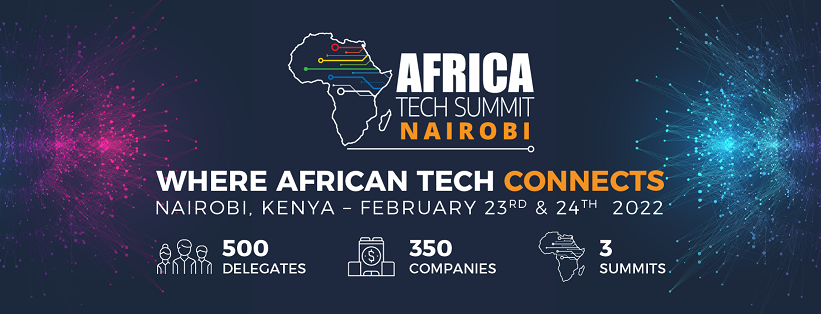 AFRICA
TECH SUMMIT
NAIROBI
WHERE AFRICAN TECH CONNECTS
NAIROBI, KENYA – FEBRUARY 23RD & 24TH 2022
500
DELEGATES
$
350
COMPANIES
3
SUMMITS